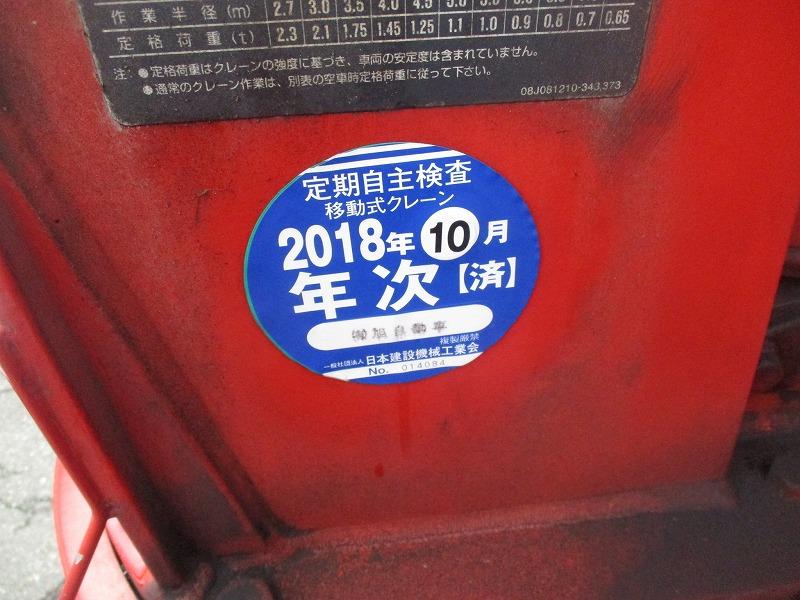 作業半径(m) 2.7 3.0 3.5 4.0 4.5
定格荷重(t) 2.3 2.1 1.75 1.45 1.25 1.1 1.0 0.9 0.8 0.7 0.65
注:●定格荷重はクレーンの強度に基づき、車両の安定度は含まれていません。
●通常のクレーン作業は、別表の空車時定格荷重に従って下さい。
08J081210-343,373
定期自主検査
移動式クレーン
2018年10月
年次【済】
旭自動車
複製厳禁
一般社団法人 日本建設機械工業会
No. 014084